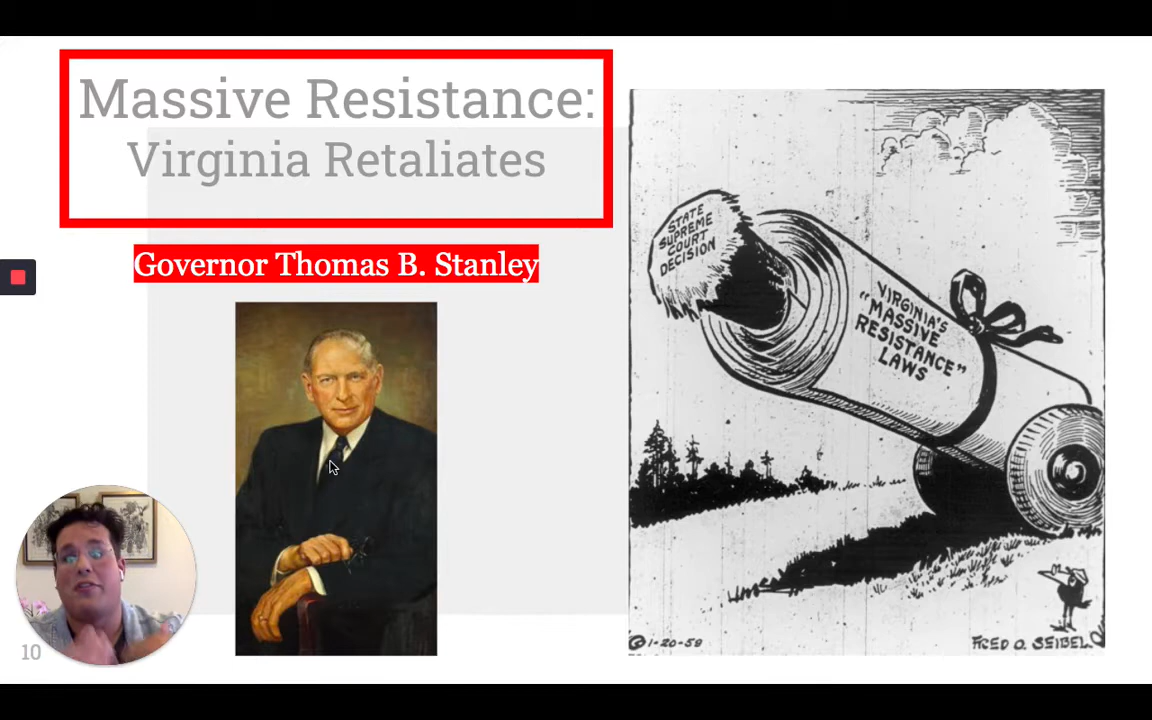 Massive Resistance:
Virginia Retaliates
Governor Thomas B. Stanley
STATE
SUPREME
COURT
DECISION
VIRGINIA'S
"MASSIVE
RESISTANCE"
LAWS
©1-20-59
FRED O. SEIBEL
10